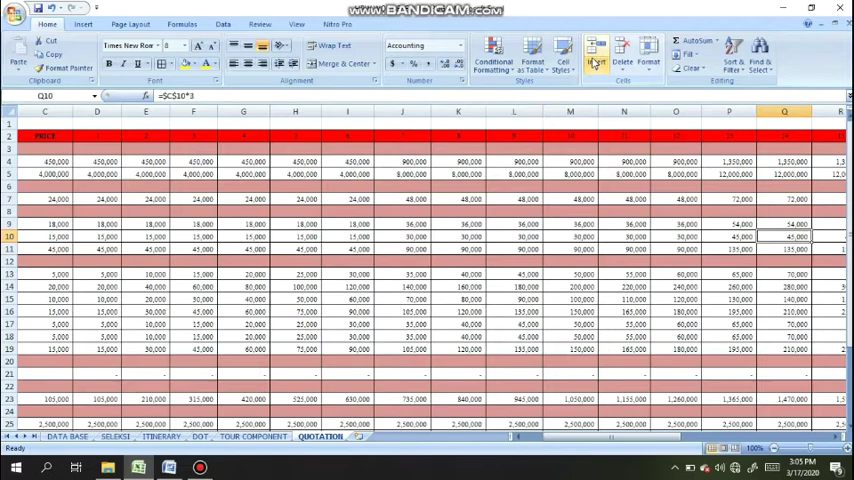 www.BANDICAM.com
Home Insert Page Layout Formulas Data Review View Nitro Pro
Cut Times New Ro 8 Wrap Text Accounting AutoSum
Paste Copy Conditional Formatting Format as Table Cell Styles Insert Delete Format Fill Sort & Filter Find & Select
Format Painter B I U Merge & Center $ % , Clear
Clipboard Font Alignment Number Styles Cells Editing
Q10 =$C$10*3
C D E F G H I J K L M N O P Q R
1
2 PRICE 1 2 3 4 5 6 7 8 9 10 11 12 13 14
3
4 450,000 450,000 450,000 450,000 450,000 450,000 450,000 900,000 900,000 900,000 900,000 900,000 900,000 1,350,000 1,350,000 1,3
5 4,000,000 4,000,000 4,000,000 4,000,000 4,000,000 4,000,000 4,000,000 8,000,000 8,000,000 8,000,000 8,000,000 8,000,000 8,000,000 12,000,000 12,000,000 12,0
6
7 24,000 24,000 24,000 24,000 24,000 24,000 24,000 48,000 48,000 48,000 48,000 48,000 48,000 72,000 72,000
8
9 18,000 18,000 18,000 18,000 18,000 18,000 18,000 36,000 36,000 36,000 36,000 36,000 36,000 54,000 54,000
10 15,000 15,000 15,000 15,000 15,000 15,000 15,000 30,000 30,000 30,000 30,000 30,000 30,000 45,000 45,000
11 45,000 45,000 45,000 45,000 45,000 45,000 45,000 90,000 90,000 90,000 90,000 90,000 90,000 135,000 135,000 1
12
13 5,000 5,000 10,000 15,000 20,000 25,000 30,000 35,000 40,000 45,000 50,000 55,000 60,000 65,000 70,000
14 20,000 20,000 40,000 60,000 80,000 100,000 120,000 140,000 160,000 180,000 200,000 220,000 240,000 260,000 280,000 3
15 10,000 10,000 20,000 30,000 40,000 50,000 60,000 70,000 80,000 90,000 100,000 110,000 120,000 130,000 140,000 1
16 15,000 15,000 30,000 45,000 60,000 75,000 90,000 105,000 120,000 135,000 150,000 165,000 180,000 195,000 210,000 2
17 5,000 5,000 10,000 15,000 20,000 25,000 30,000 35,000 40,000 45,000 50,000 55,000 60,000 65,000 70,000
18 5,000 5,000 10,000 15,000 20,000 25,000 30,000 35,000 40,000 45,000 50,000 55,000 60,000 65,000 70,000
19 15,000 15,000 30,000 45,000 60,000 75,000 90,000 105,000 120,000 135,000 150,000 165,000 180,000 195,000 210,000 2
20
21 - - - - - - - - - - - - - -
22
23 105,000 105,000 210,000 315,000 420,000 525,000 630,000 735,000 840,000 945,000 1,050,000 1,155,000 1,260,000 1,365,000 1,470,000 1,5
24
25 2,500,000 2,500,000 2,500,000 2,500,000 2,500,000 2,500,000 2,500,000 2,500,000 2,500,000 2,500,000 2,500,000 2,500,000 2,500,000 2,500,000 2,500,000 2,5
DATA BASE SELEKSI ITINERARY DOT TOUR COMPONENT QUOTATION
Ready 100%
3:05 PM
3/17/2020